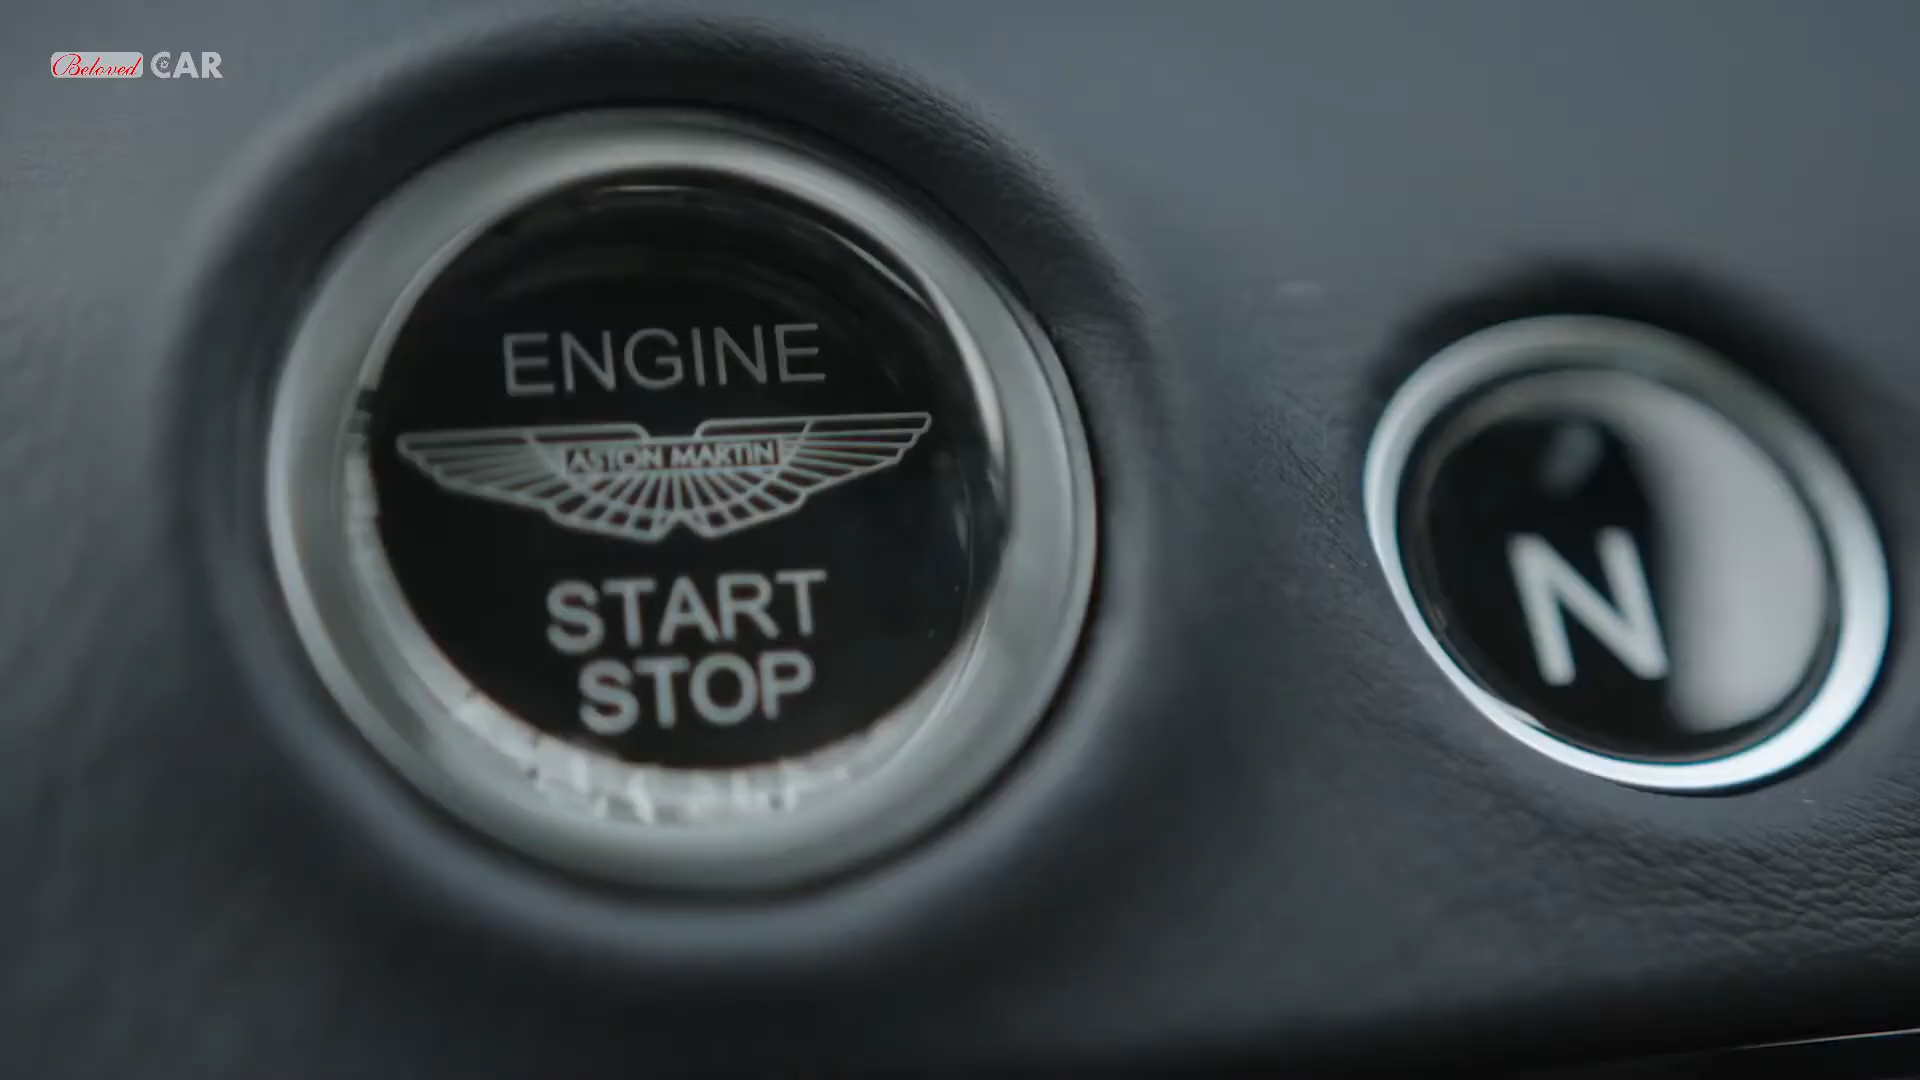 Beloved CAR
ENGINE
ASTON MARTIN
START
STOP
N